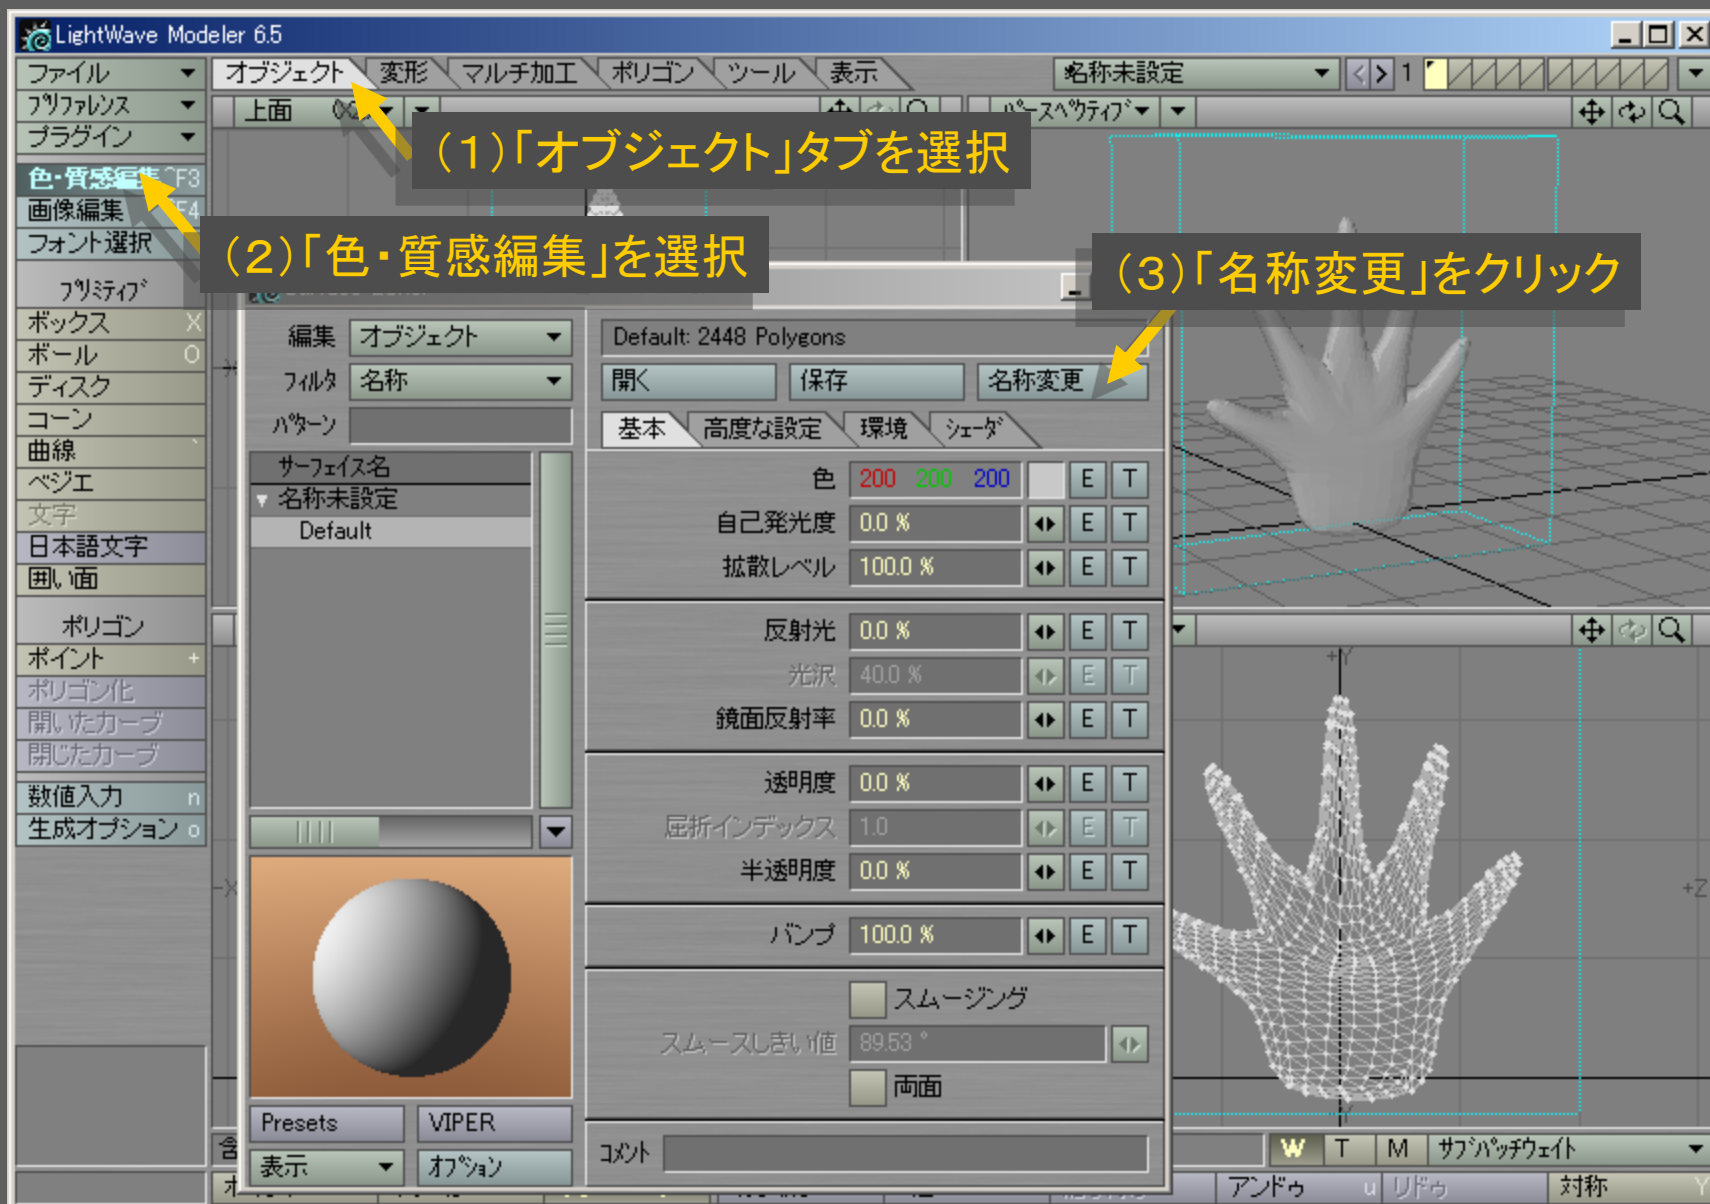 LightWave Modeler 6.5
ファイル
オブジェクト 変形 マルチ加工 ポリゴン ツール 表示
名称未設定 1
プリファレンス
上面
パースペクティブ
プラグイン
(1)「オブジェクト」タブを選択
色・質感編集 F3
画像編集 F4
フォント選択
(2)「色・質感編集」を選択
(3)「名称変更」をクリック
プリミティブ
ボックス X
ボール O
ディスク
コーン
曲線 `
ベジエ
文字
日本語文字
囲い面
ポリゴン
ポイント +
ポリゴン化
開いたカーブ
閉じたカーブ
数値入力 n
生成オプション o
編集 オブジェクト
フィルタ 名称
パターン
サーフェイス名
名称未設定
Default
Presets VIPER
表示 オプション
Default: 2448 Polygons
開く 保存 名称変更
基本 高度な設定 環境 シェーダ
色 200 200 200 E T
自己発光度 0.0 % E T
拡散レベル 100.0 % E T
反射光 0.0 % E T
光沢 40.0 % E T
鏡面反射率 0.0 % E T
透明度 0.0 % E T
屈折インデックス 1.0 E T
半透明度 0.0 % E T
バンプ 100.0 % E T
スムージング
スムースしきい値 89.53 °
両面
コメント
+Y
-X
+Z
Y
W T M サブパッチウェイト
アンドゥ u リドゥ 対称 Y